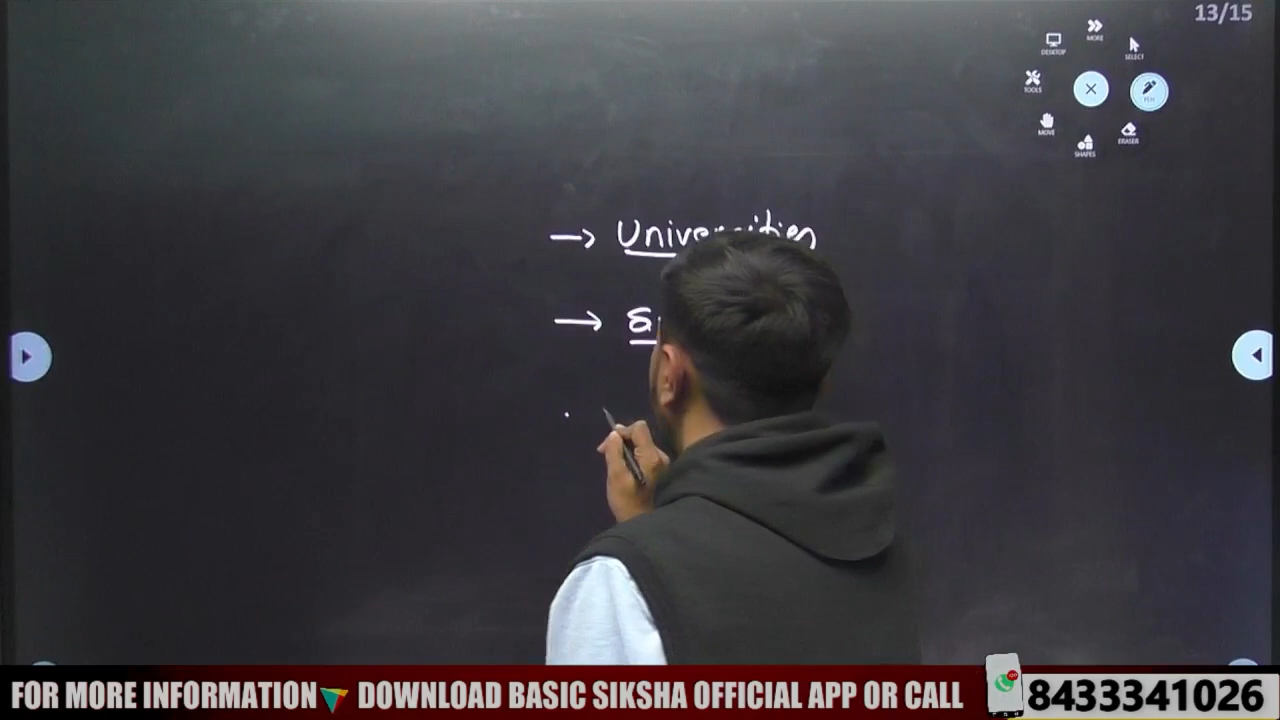 13/15
MORE
DESKTOP
SELECT
TOOLS
PEN
MOVE
ERASER
SHAPES
→ Universities
→
FOR MORE INFORMATION DOWNLOAD BASIC SIKSHA OFFICIAL APP OR CALL 8433341026